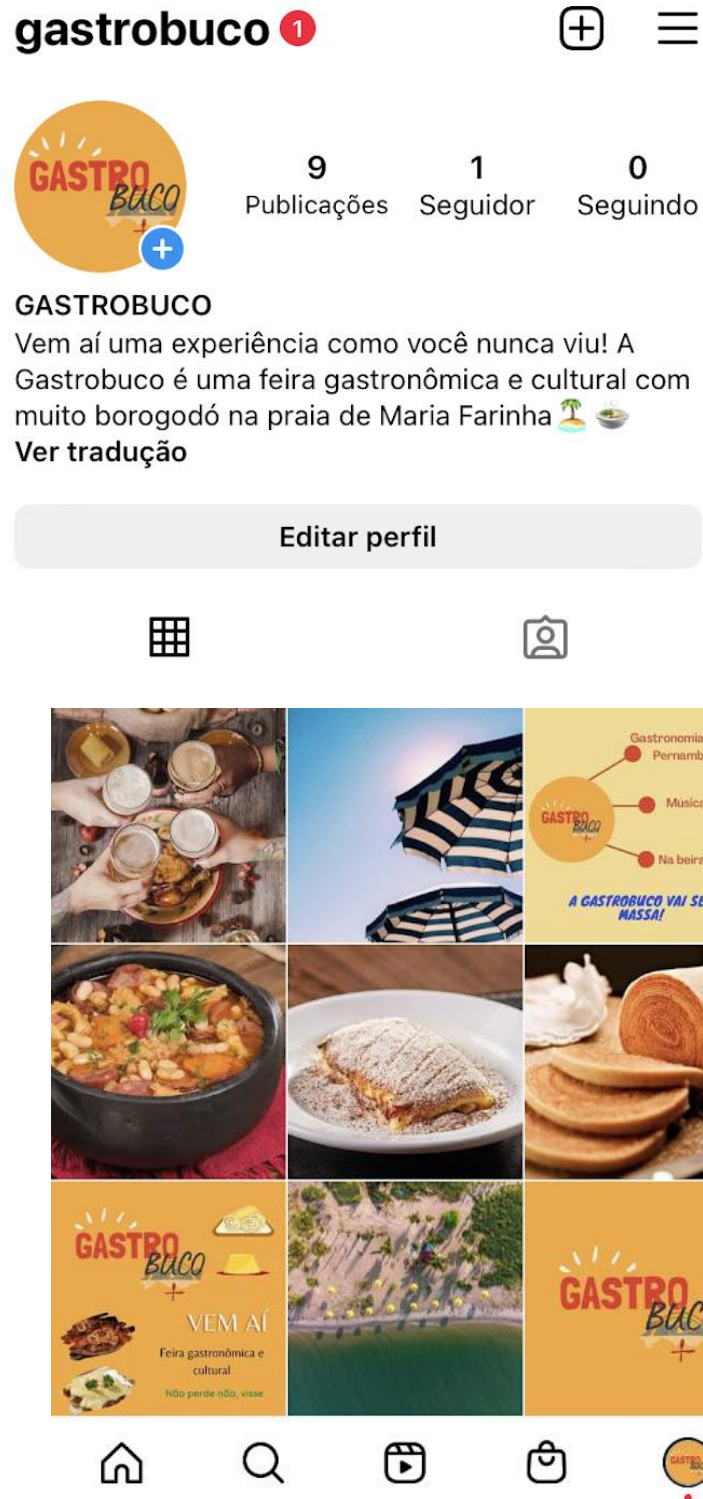 gastrobuco 1
GASTRO
BUCO
9
Publicações
1
Seguidor
0
Seguindo
GASTROBUCO
Vem aí uma experiência como você nunca viu! A
Gastrobuco é uma feira gastronômica e cultural com
muito borogodó na praia de Maria Farinha
Ver tradução
Editar perfil
Gastronomia
Pernamb
Musica
Na beira
GASTRO
BUCO
A GASTROBUCO VAI SE
MASSA!
GASTRO
BUCO
VEM AÍ
Feira gastronômica e
cultural
Não perde não, visse
GASTRO
BUC